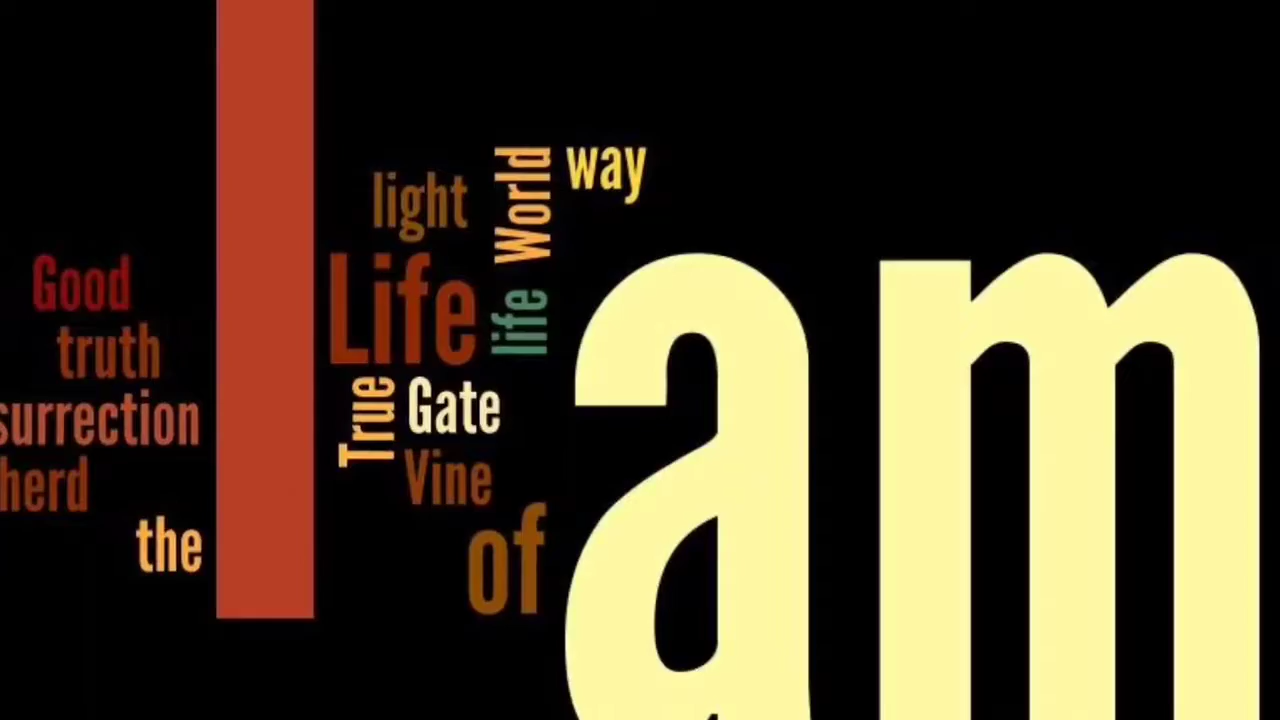 I am
way
World
light
Good
Life
life
truth
True
Gate
surrection
Vine
herd
the
of